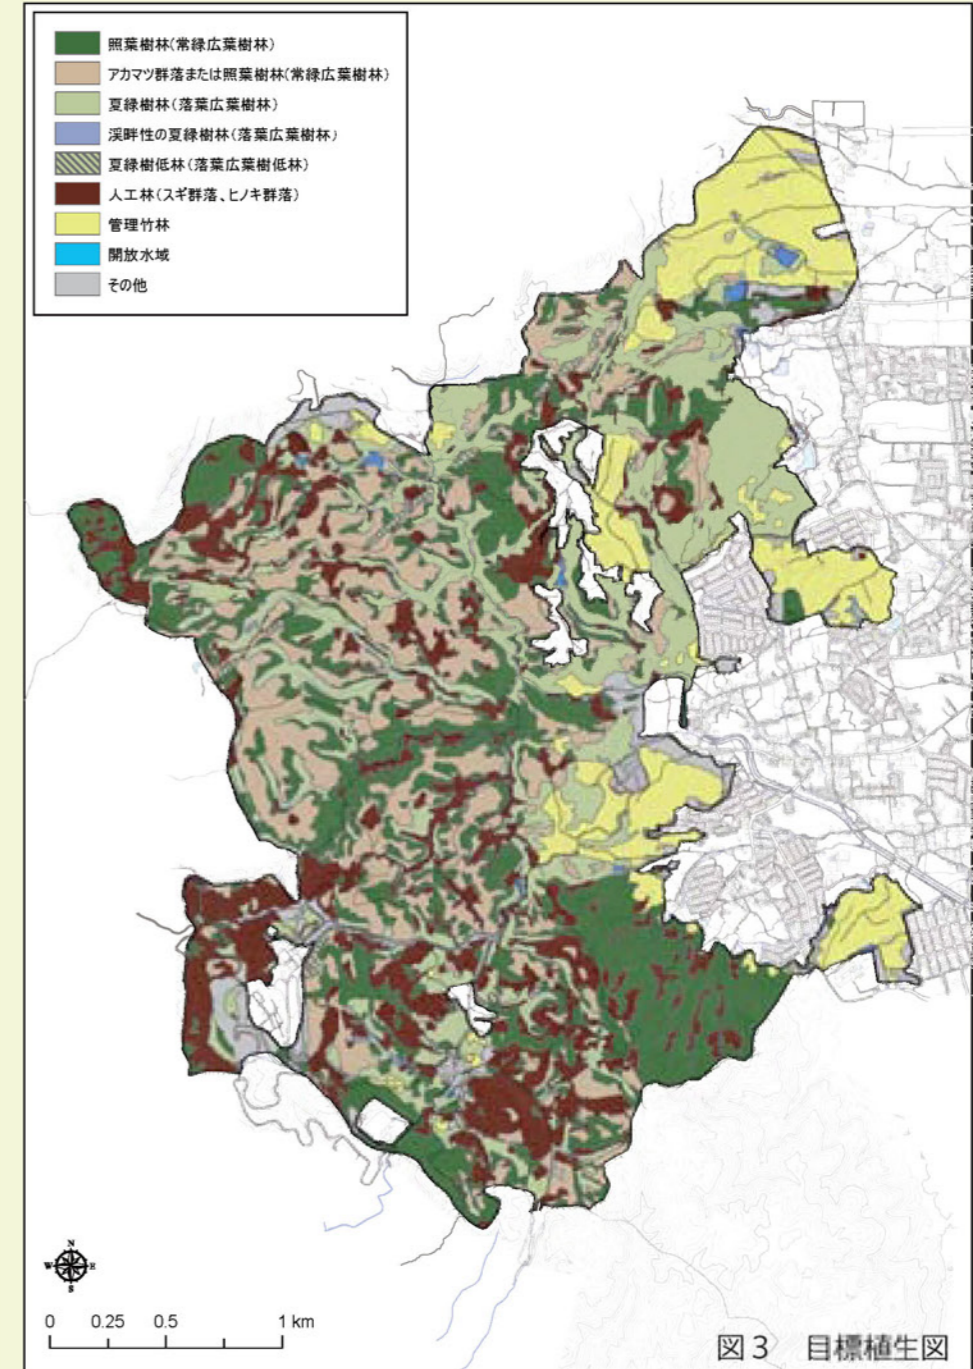 照葉樹林(常緑広葉樹林)
アカマツ群落または照葉樹林(常緑広葉樹林)
夏緑樹林(落葉広葉樹林)
渓畔性の夏緑樹林(落葉広葉樹林)
夏緑樹低林(落葉広葉樹低林)
人工林(スギ群落、ヒノキ群落)
管理竹林
開放水域
その他
N
W E
S
0 0.25 0.5 1 km
図3 目標植生図